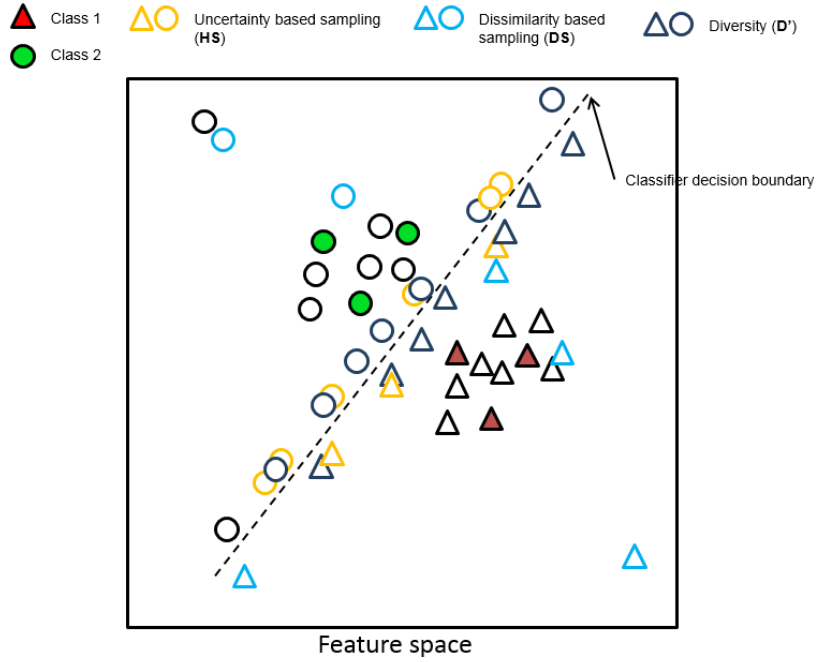 Class 1
Class 2
Uncertainty based sampling
(HS)
Dissimilarity based
sampling (DS)
Diversity (D')
Classifier decision boundary
Feature space